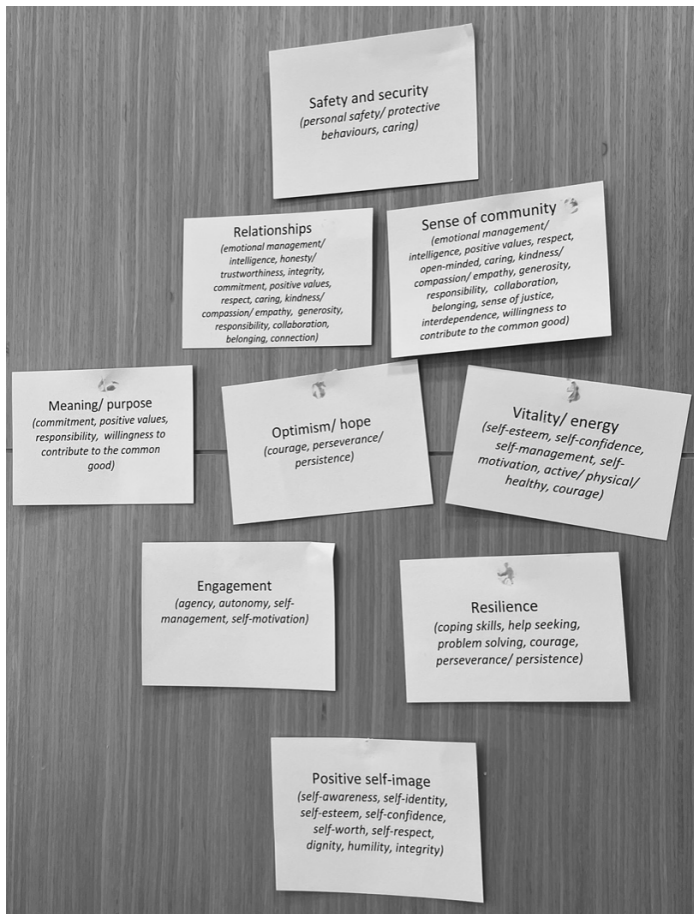 Safety and security
(personal safety/ protective
behaviours, caring)
Relationships
(emotional management/
intelligence, honesty/
trustworthiness, integrity,
commitment, positive values,
respect, caring, kindness/
compassion/ empathy, generosity,
responsibility, collaboration,
belonging, connection)
Sense of community
(emotional management/
intelligence, positive values, respect,
open-minded, caring, kindness/
compassion/ empathy, generosity,
responsibility, collaboration,
belonging, sense of justice,
interdependence, willingness to
contribute to the common good)
Meaning/ purpose
(commitment, positive values,
responsibility, willingness to
contribute to the common
good)
Optimism/ hope
(courage, perseverance/
persistence)
Vitality/ energy
(self-esteem, self-confidence,
self-management, self-
motivation, active/ physical/
healthy, courage)
Engagement
(agency, autonomy, self-
management, self-motivation)
Resilience
(coping skills, help seeking,
problem solving, courage,
perseverance/ persistence)
Positive self-image
(self-awareness, self-identity,
self-esteem, self-confidence,
self-worth, self-respect,
dignity, humility, integrity)